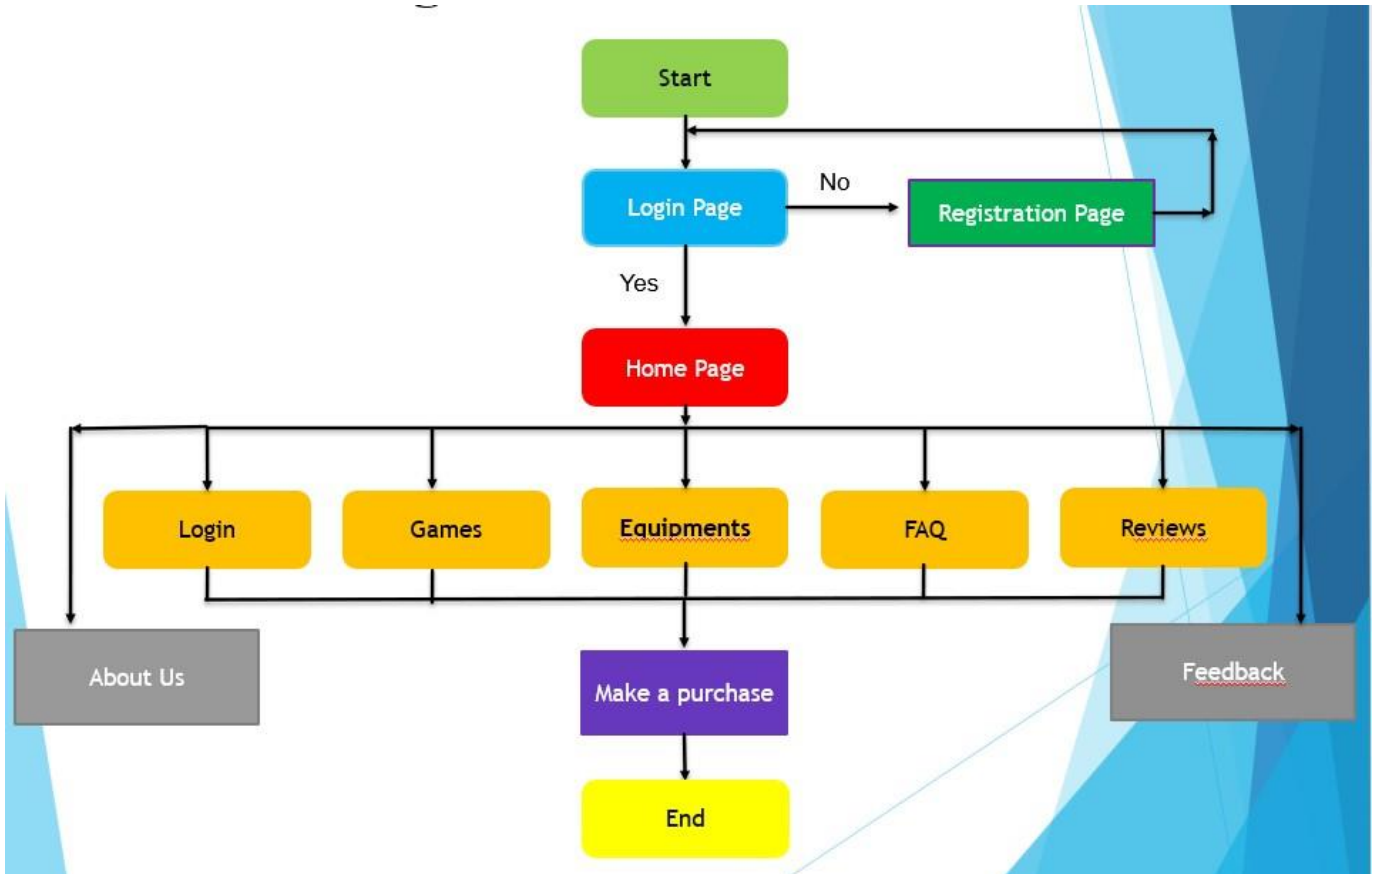 Start
Login Page
No
Registration Page
Yes
Home Page
Login
Games
Equipments
FAQ
Reviews
About Us
Make a purchase
Feedback
End